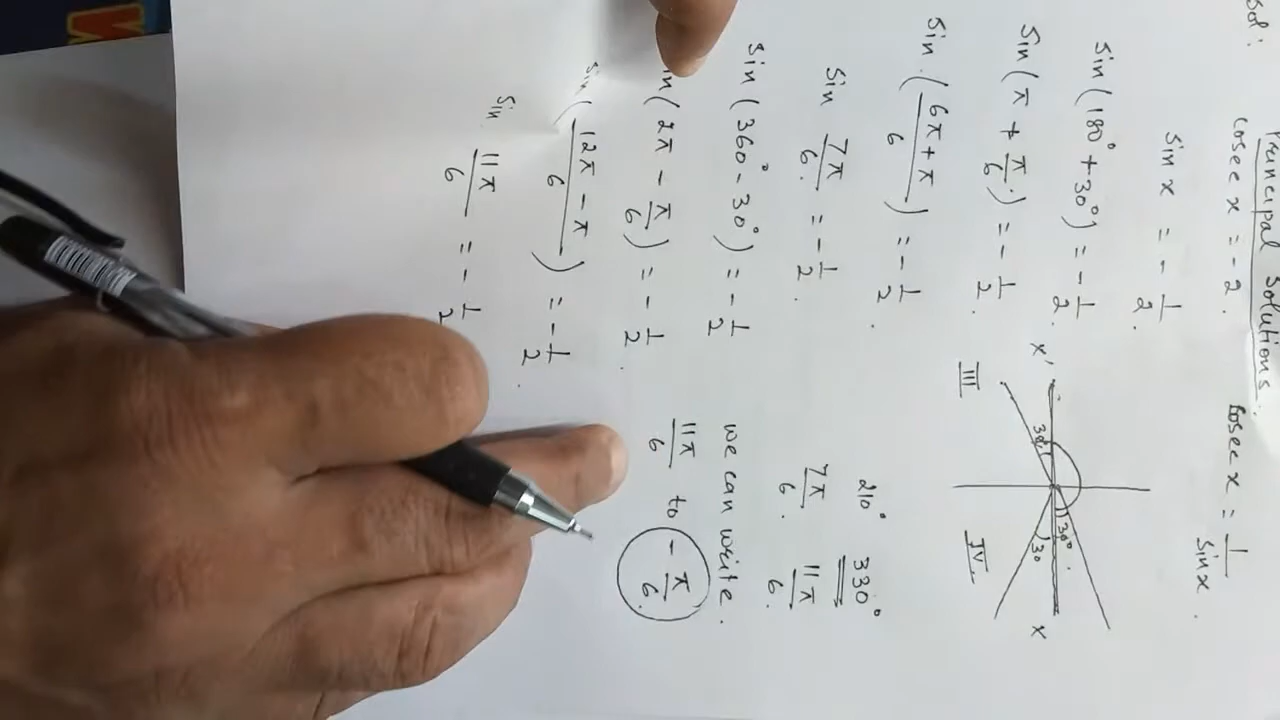 Sol:
Principal Solutions.
cosec x = -2.
cosec x = 1/sin x.
sin x = -1/2.
sin (180° + 30°) = -1/2.
sin (π + π/6) = -1/2.
sin (6π + π/6) = -1/2.
sin 7π/6 = -1/2.
sin (360° - 30°) = -1/2
in (2π - π/6) = -1/2.
sin (12π - π/6) = -1/2.
sin 11π/6 = -1/2
X'
X
III
IV
30°
30
210° 330°
7π/6. 11π/6.
we can write.
11π/6 to -π/6.